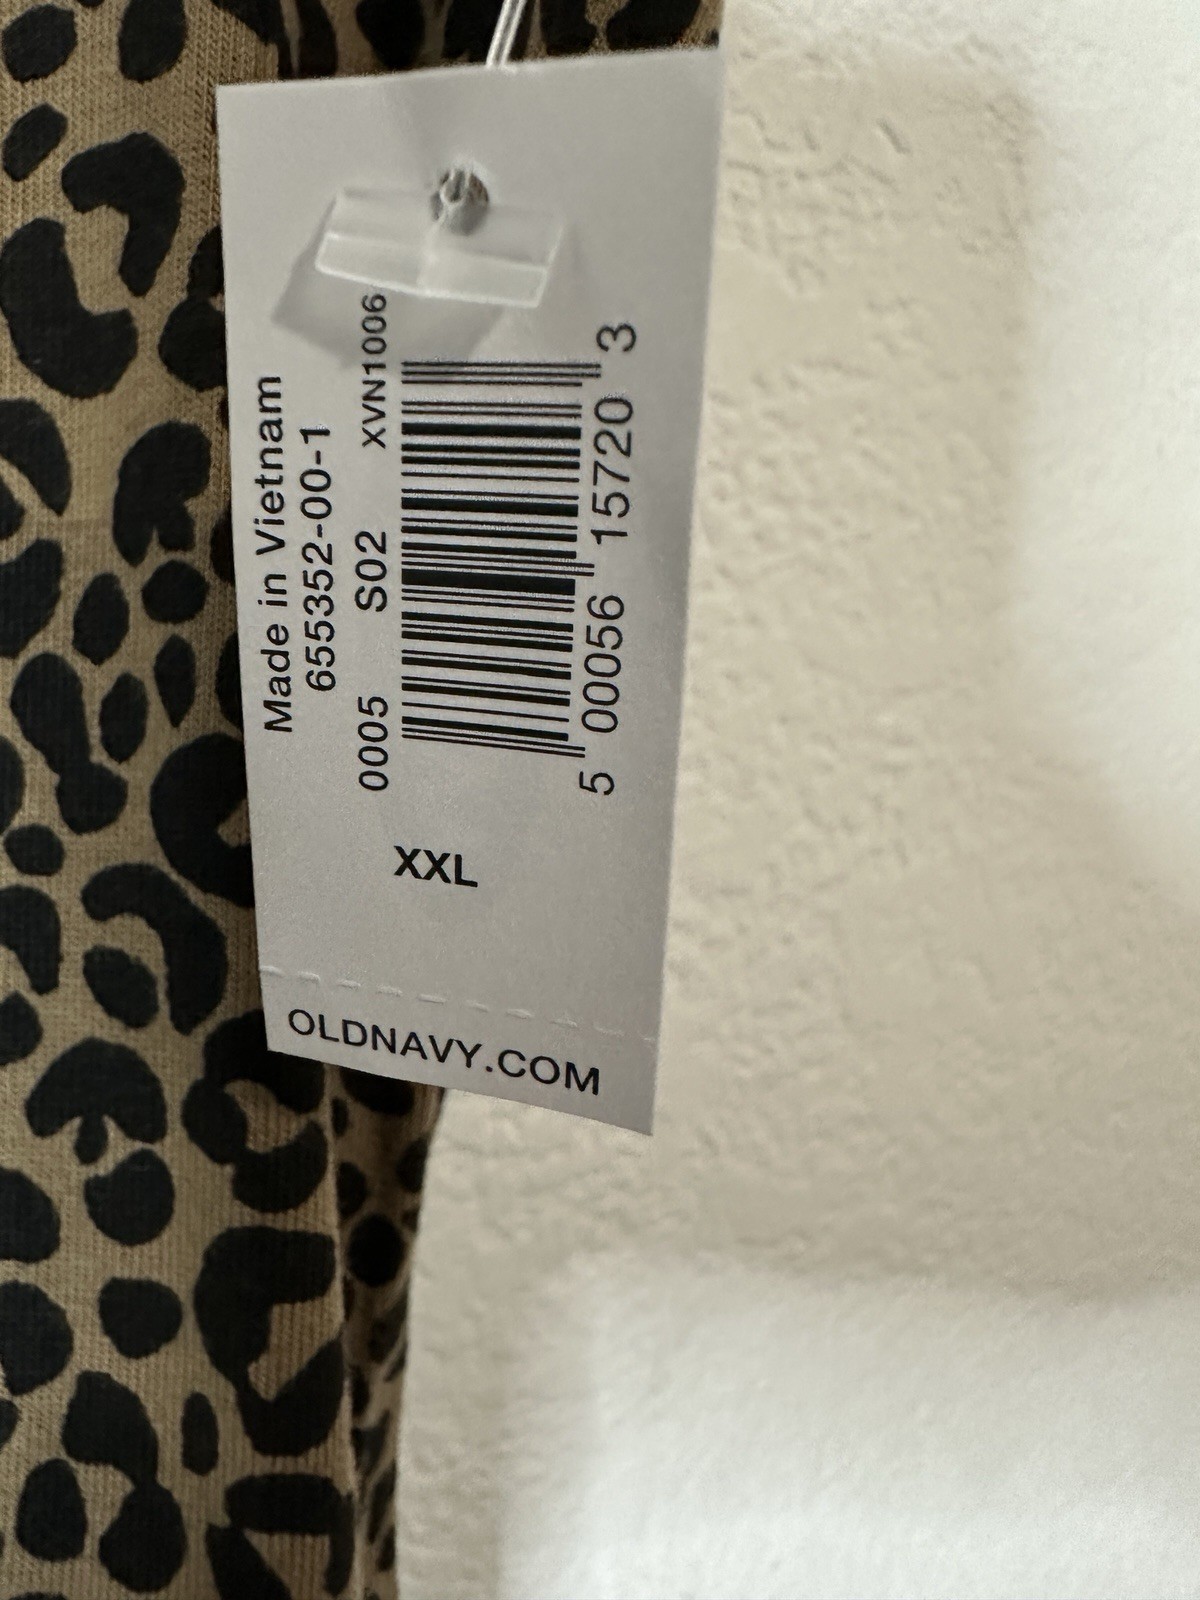 Made in Vietnam
655352-00-1
0005 S02 XVN1006
5 00056 15720 3
XXL
OLDNAVY.COM